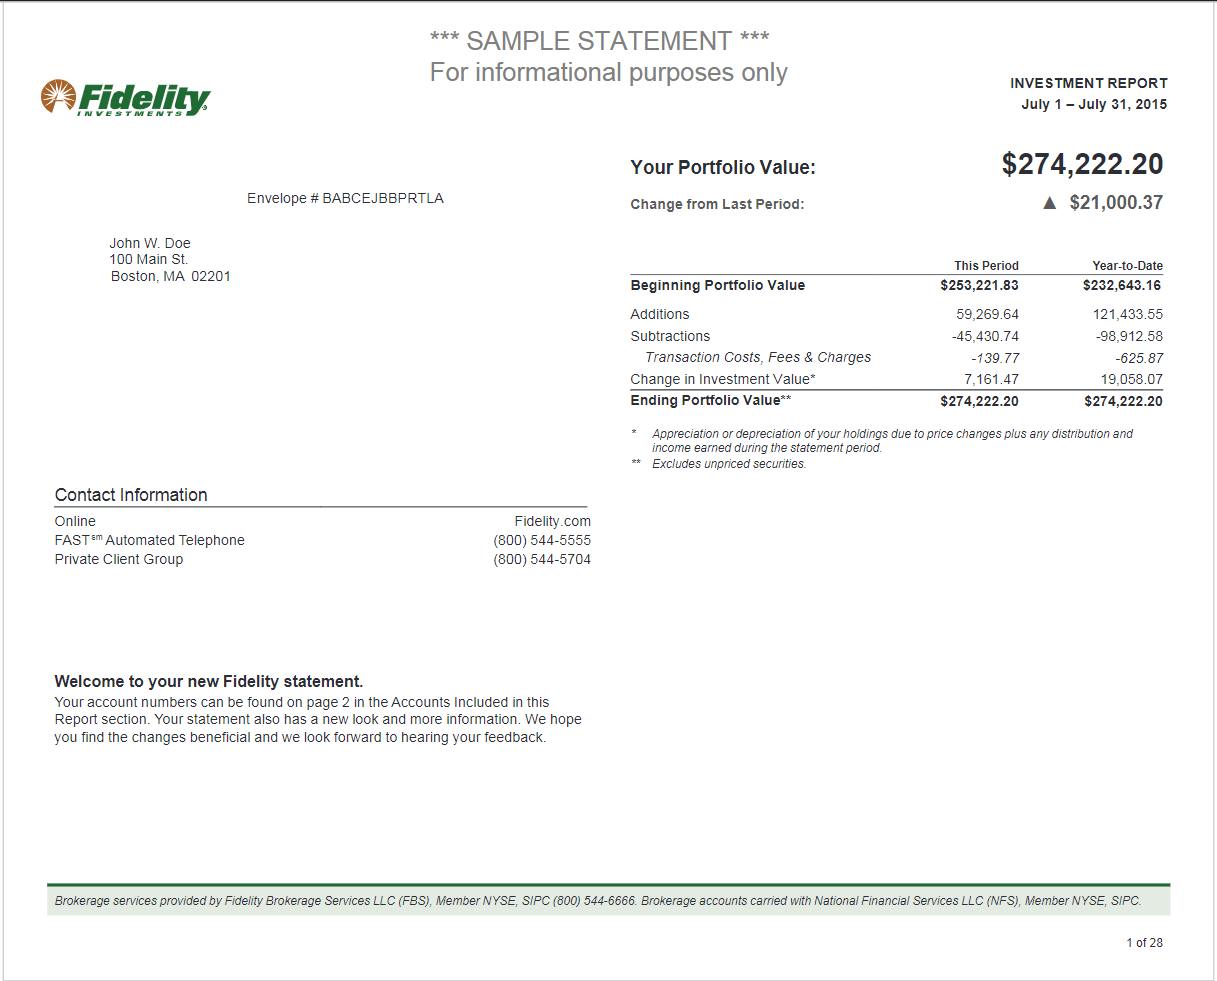 *** SAMPLE STATEMENT ***
For informational purposes only
Fidelity
INVESTMENTS
INVESTMENT REPORT
July 1 – July 31, 2015
Envelope # BABCEJBBPRTLA
John W. Doe
100 Main St.
Boston, MA 02201
Your Portfolio Value: $274,222.20
Change from Last Period: ▲ $21,000.37
This Period Year-to-Date
Beginning Portfolio Value $253,221.83 $232,643.16
Additions 59,269.64 121,433.55
Subtractions -45,430.74 -98,912.58
Transaction Costs, Fees & Charges -139.77 -625.87
Change in Investment Value* 7,161.47 19,058.07
Ending Portfolio Value** $274,222.20 $274,222.20
* Appreciation or depreciation of your holdings due to price changes plus any distribution and
income earned during the statement period.
** Excludes unpriced securities.
Contact Information
Online Fidelity.com
FAST℠ Automated Telephone (800) 544-5555
Private Client Group (800) 544-5704
Welcome to your new Fidelity statement.
Your account numbers can be found on page 2 in the Accounts Included in this
Report section. Your statement also has a new look and more information. We hope
you find the changes beneficial and we look forward to hearing your feedback.
Brokerage services provided by Fidelity Brokerage Services LLC (FBS), Member NYSE, SIPC (800) 544-6666. Brokerage accounts carried with National Financial Services LLC (NFS), Member NYSE, SIPC.
1 of 28